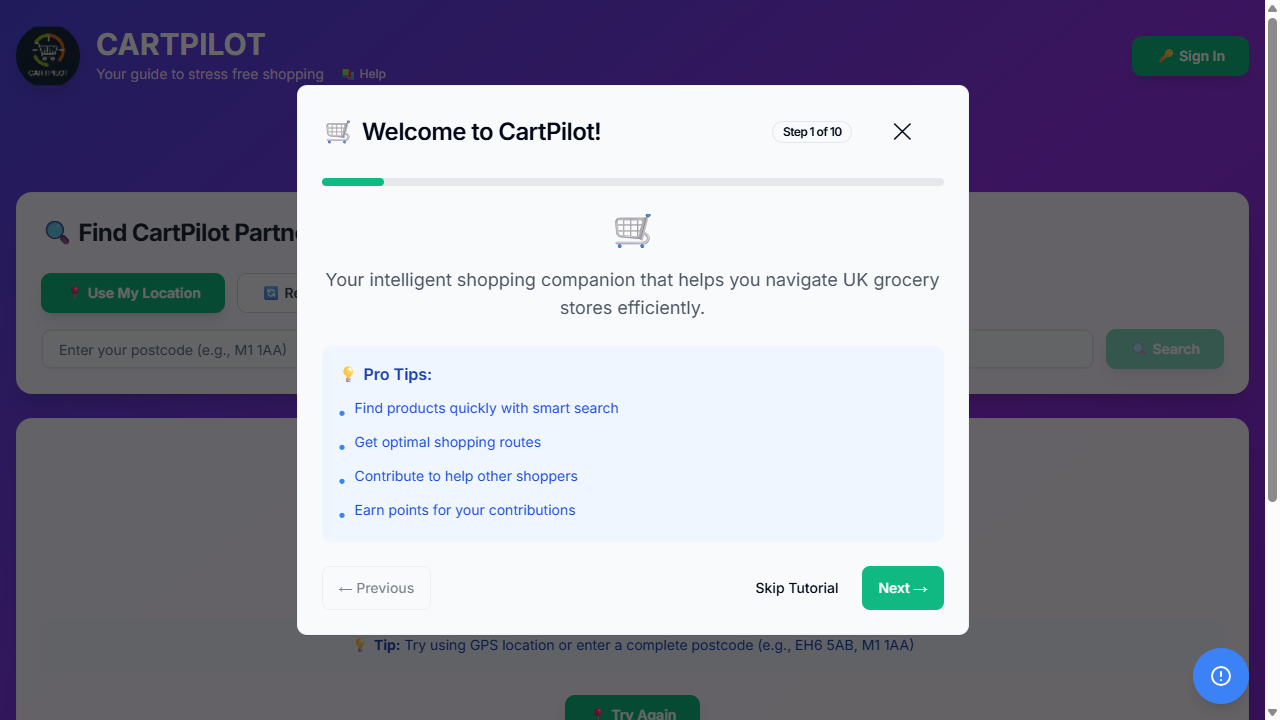 CARTPILOT
Your guide to stress free shopping
Help
Sign In
Welcome to CartPilot!
Step 1 of 10
Find CartPilot Partne
Use My Location
Re
Enter your postcode (e.g., M1 1AA)
Search
Your intelligent shopping companion that helps you navigate UK grocery
stores efficiently.
Pro Tips:
Find products quickly with smart search
Get optimal shopping routes
Contribute to help other shoppers
Earn points for your contributions
← Previous
Skip Tutorial
Next →
Tip: Try using GPS location or enter a complete postcode (e.g., EH6 5AB, M1 1AA)
Try Again